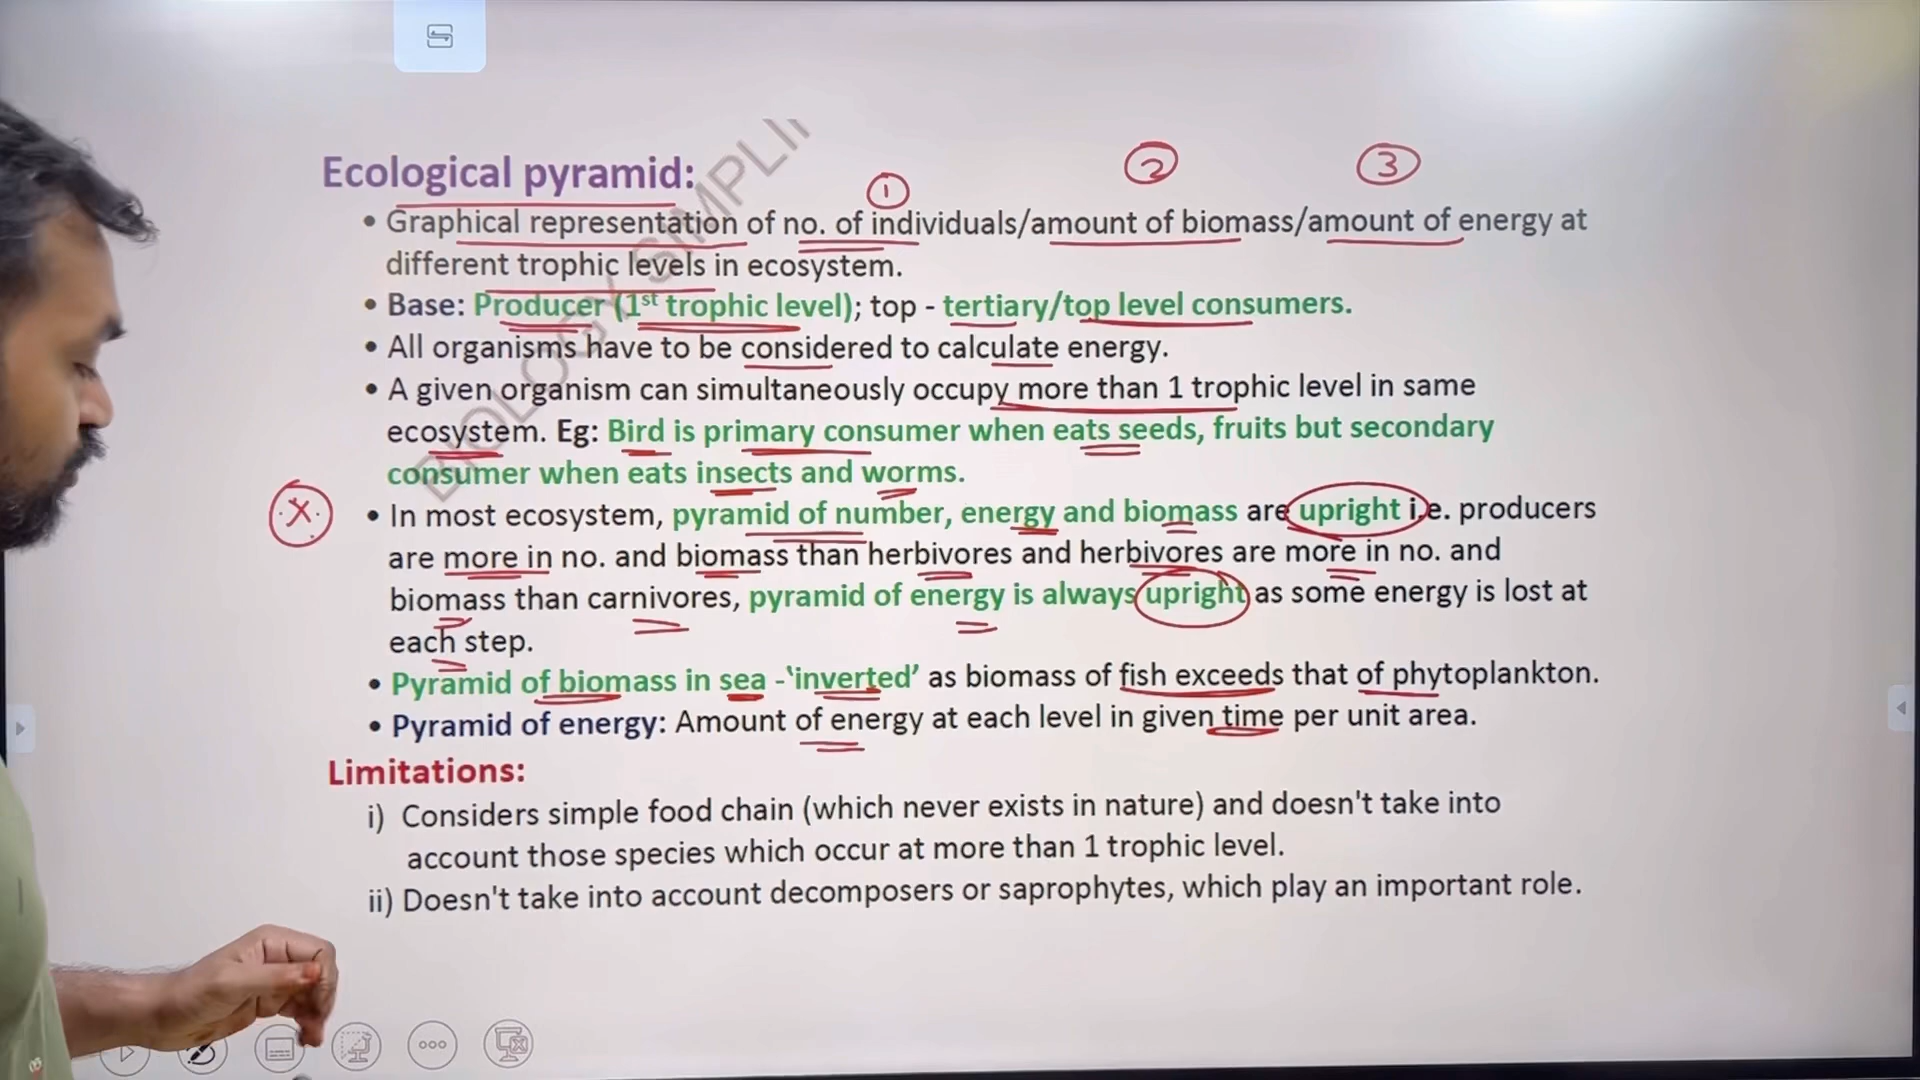 Ecological pyramid:
① ② ③
• Graphical representation of no. of individuals/amount of biomass/amount of energy at
different trophic levels in ecosystem.
• Base: Producer (1st trophic level); top - tertiary/top level consumers.
• All organisms have to be considered to calculate energy.
• A given organism can simultaneously occupy more than 1 trophic level in same
ecosystem. Eg: Bird is primary consumer when eats seeds, fruits but secondary
consumer when eats insects and worms.
• In most ecosystem, pyramid of number, energy and biomass are upright i.e. producers
are more in no. and biomass than herbivores and herbivores are more in no. and
biomass than carnivores, pyramid of energy is always upright as some energy is lost at
each step.
• Pyramid of biomass in sea -‘inverted’ as biomass of fish exceeds that of phytoplankton.
• Pyramid of energy: Amount of energy at each level in given time per unit area.
Limitations:
i) Considers simple food chain (which never exists in nature) and doesn't take into
account those species which occur at more than 1 trophic level.
ii) Doesn't take into account decomposers or saprophytes, which play an important role.
BIOLOGY SIMPLI